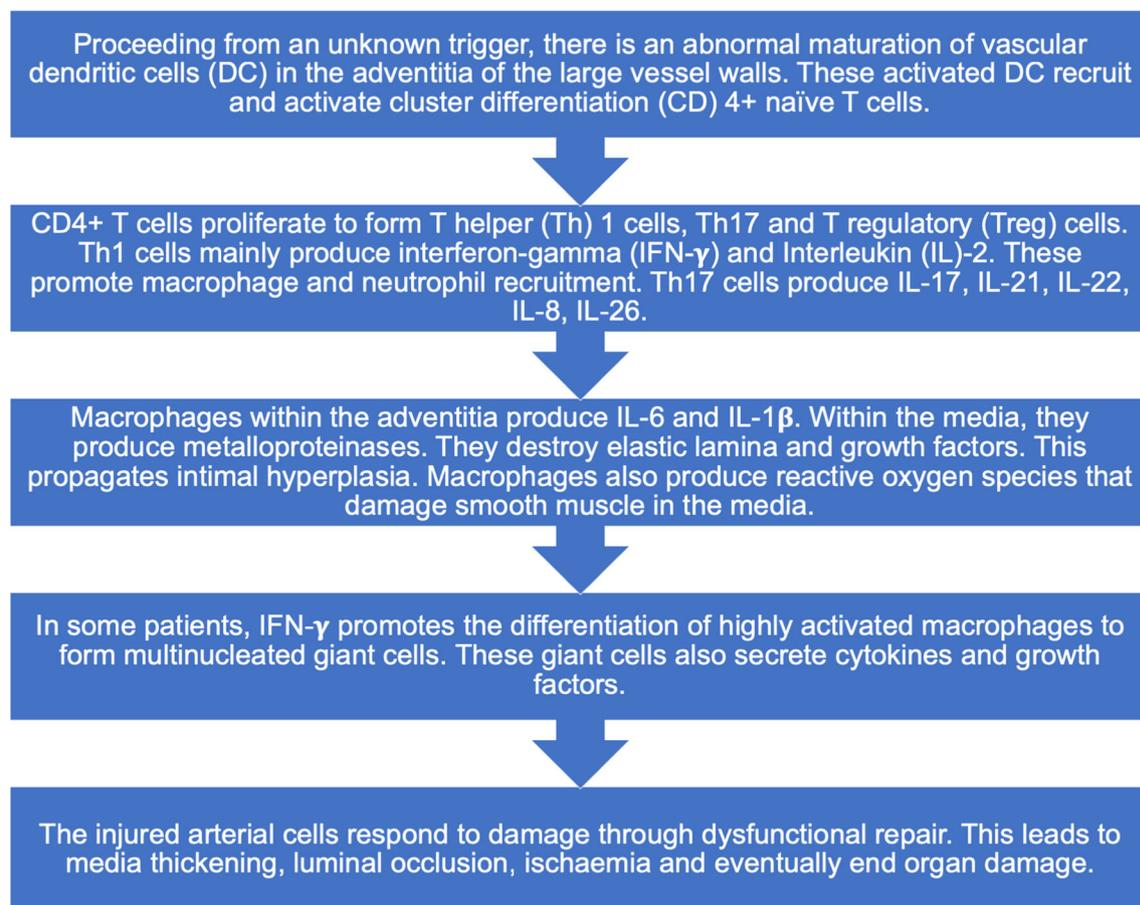 Proceeding from an unknown trigger, there is an abnormal maturation of vascular
dendritic cells (DC) in the adventitia of the large vessel walls. These activated DC recruit
and activate cluster differentiation (CD) 4+ naïve T cells.
CD4+ T cells proliferate to form T helper (Th) 1 cells, Th17 and T regulatory (Treg) cells.
Th1 cells mainly produce interferon-gamma (IFN-γ) and Interleukin (IL)-2. These
promote macrophage and neutrophil recruitment. Th17 cells produce IL-17, IL-21, IL-22,
IL-8, IL-26.
Macrophages within the adventitia produce IL-6 and IL-1β. Within the media, they
produce metalloproteinases. They destroy elastic lamina and growth factors. This
propagates intimal hyperplasia. Macrophages also produce reactive oxygen species that
damage smooth muscle in the media.
In some patients, IFN-γ promotes the differentiation of highly activated macrophages to
form multinucleated giant cells. These giant cells also secrete cytokines and growth
factors.
The injured arterial cells respond to damage through dysfunctional repair. This leads to
media thickening, luminal occlusion, ischaemia and eventually end organ damage.